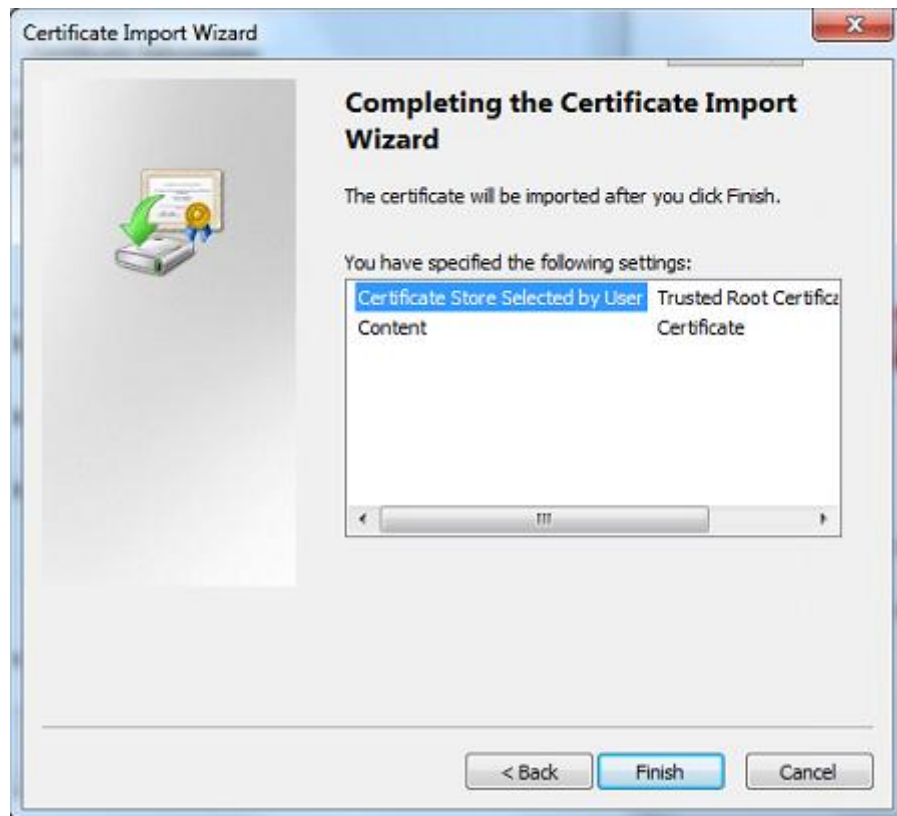 Certificate Import Wizard
Completing the Certificate Import
Wizard
The certificate will be imported after you click Finish.
You have specified the following settings:
Certificate Store Selected by User Trusted Root Certifica
Content Certificate
< Back Finish Cancel